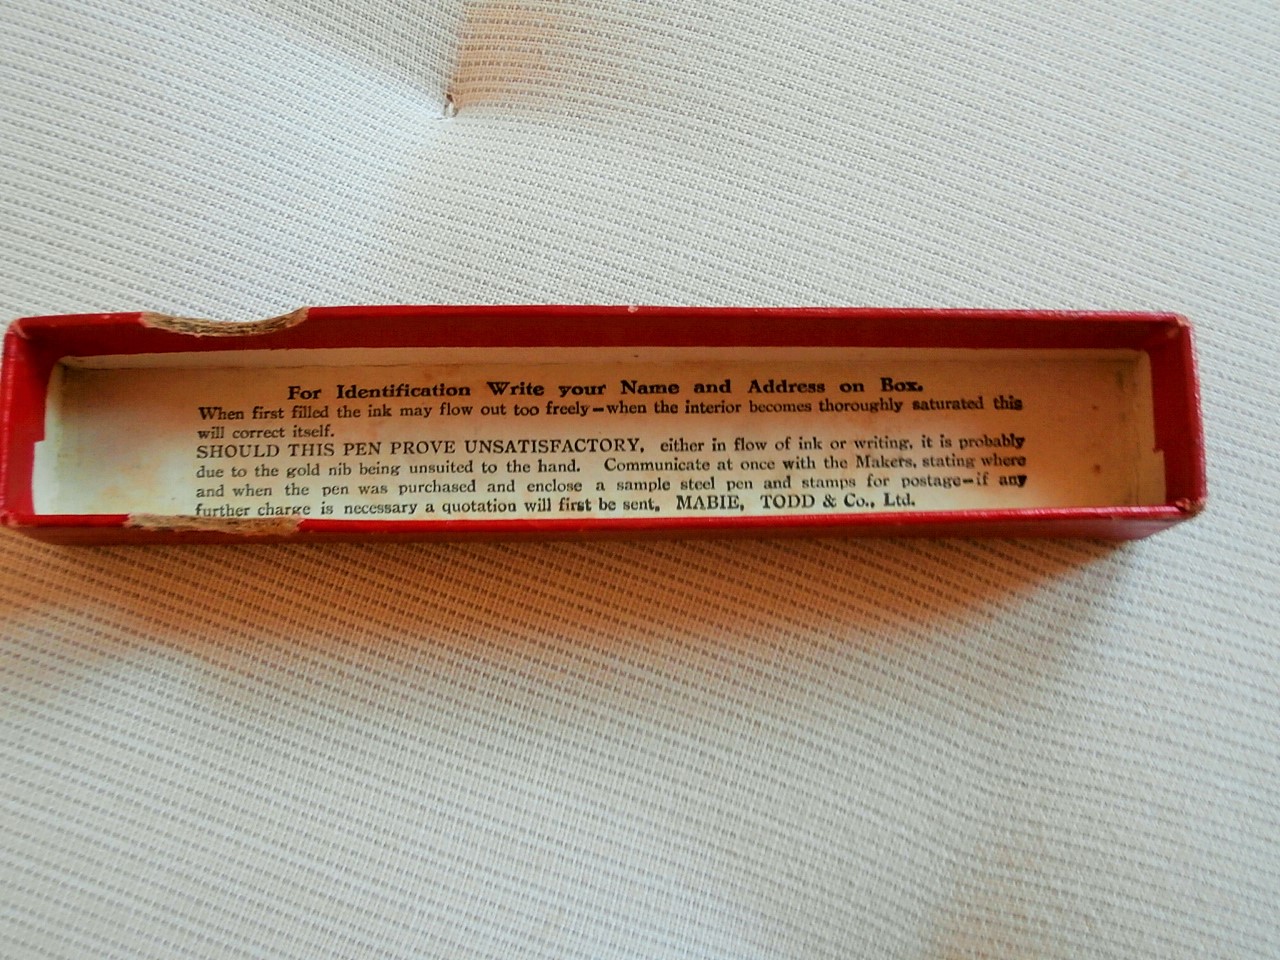 For Identification Write your Name and Address on Box.
When first filled the ink may flow out too freely—when the interior becomes thoroughly saturated this
will correct itself.
SHOULD THIS PEN PROVE UNSATISFACTORY, either in flow of ink or writing, it is probably
due to the gold nib being unsuited to the hand. Communicate at once with the Makers, stating where
and when the pen was purchased and enclose a sample steel pen and stamps for postage—if any
further charge is necessary a quotation will first be sent. MABIE, TODD & Co., Ltd.